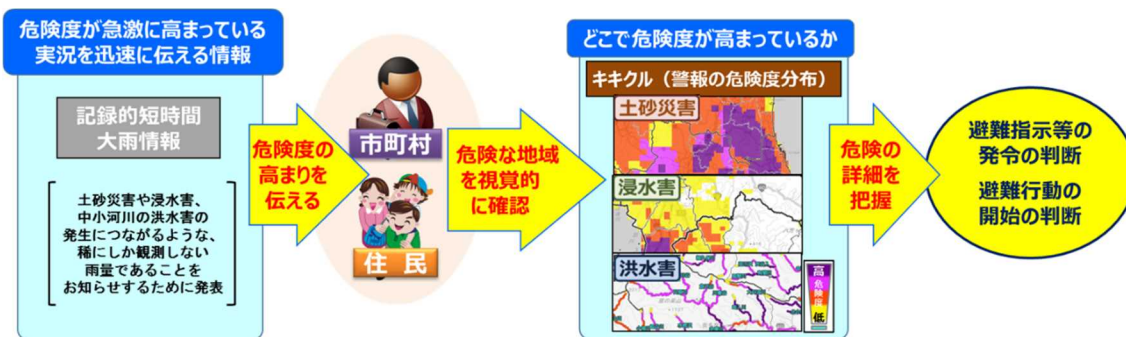 危険度が急激に高まっている
実況を迅速に伝える情報
記録的短時間
大雨情報
土砂災害や浸水害、
中小河川の洪水害の
発生につながるような、
稀にしか観測しない
雨量であることを
お知らせするために発表
危険度の
高まりを
伝える
市町村
住 民
危険な地域
を視覚的
に確認
どこで危険度が高まっているか
キキクル（警報の危険度分布）
土砂災害
浸水害
洪水害
高
危険度
低
危険の
詳細を
把握
避難指示等の
発令の判断
避難行動の
開始の判断